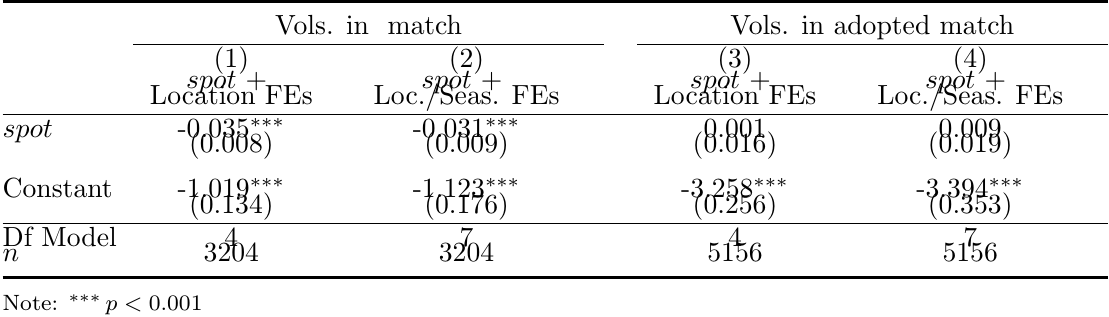 Vols. in match Vols. in adopted match
(1) (2) (3) (4)
spot + spot + spot + spot +
Location FEs Loc./Seas. FEs Location FEs Loc./Seas. FEs
spot -0.035*** -0.031*** 0.001 0.009
(0.008) (0.009) (0.016) (0.019)
Constant -1.019*** -1.123*** -3.258*** -3.394***
(0.134) (0.176) (0.256) (0.353)
Df Model 4 7 4 7
n 3204 3204 5156 5156
Note: *** p < 0.001